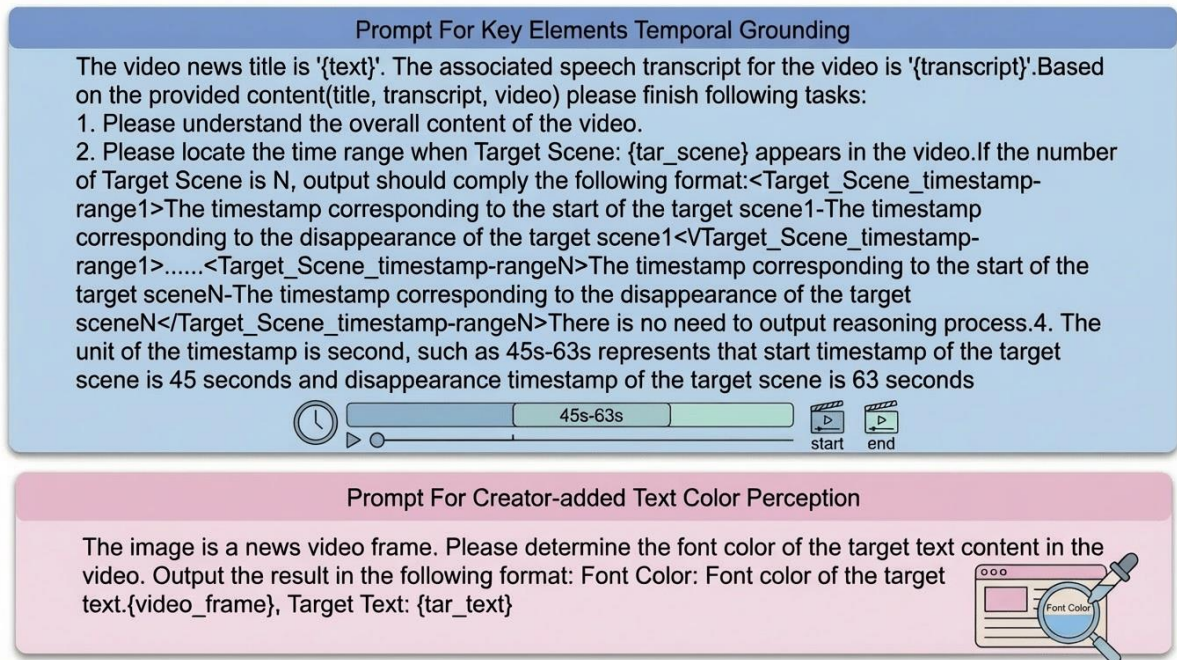 Prompt For Key Elements Temporal Grounding
The video news title is '{text}'. The associated speech transcript for the video is '{transcript}'.Based
on the provided content(title, transcript, video) please finish following tasks:
1. Please understand the overall content of the video.
2. Please locate the time range when Target Scene: {tar_scene} appears in the video.If the number
of Target Scene is N, output should comply the following format:<Target_Scene_timestamp-
range1>The timestamp corresponding to the start of the target scene1-The timestamp
corresponding to the disappearance of the target scene1<\/Target_Scene_timestamp-
range1>......<Target_Scene_timestamp-rangeN>The timestamp corresponding to the start of the
target sceneN-The timestamp corresponding to the disappearance of the target
sceneN</Target_Scene_timestamp-rangeN>There is no need to output reasoning process.4. The
unit of the timestamp is second, such as 45s-63s represents that start timestamp of the target
scene is 45 seconds and disappearance timestamp of the target scene is 63 seconds
45s-63s
start end
Prompt For Creator-added Text Color Perception
The image is a news video frame. Please determine the font color of the target text content in the
video. Output the result in the following format: Font Color: Font color of the target
text.{video_frame}, Target Text: {tar_text}
Font Color